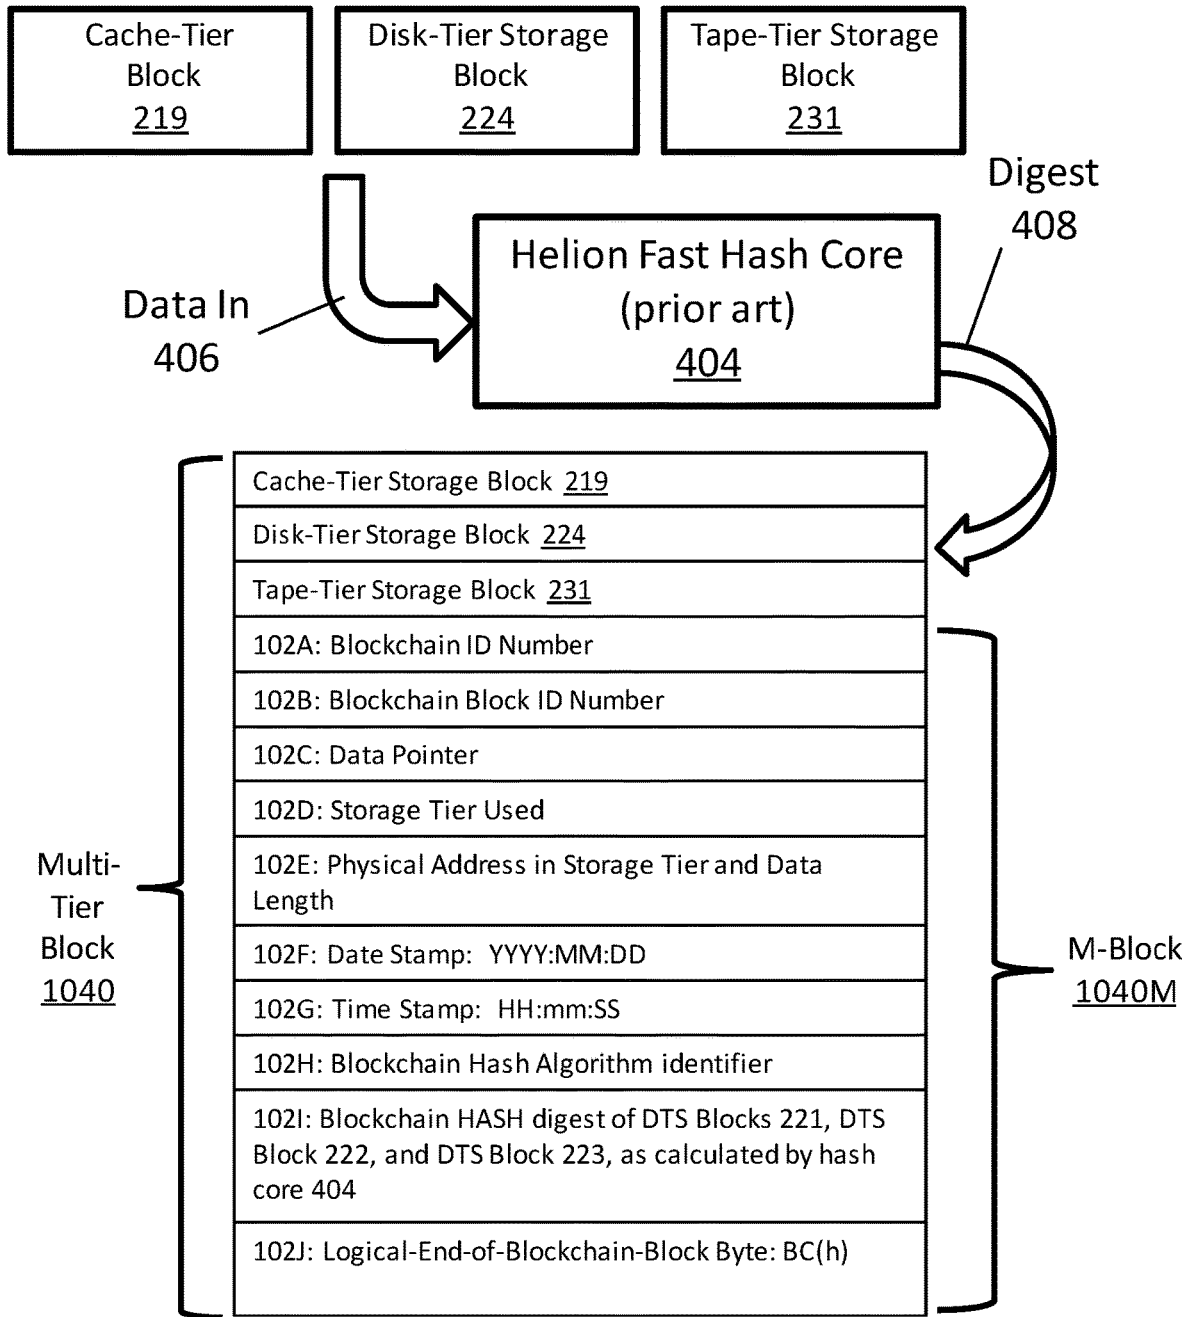 Cache-Tier
Block
219
Disk-Tier Storage
Block
224
Tape-Tier Storage
Block
231
Digest
408
Helion Fast Hash Core
(prior art)
404
Data In
406
Cache-Tier Storage Block 219
Disk-Tier Storage Block 224
Tape-Tier Storage Block 231
102A: Blockchain ID Number
102B: Blockchain Block ID Number
102C: Data Pointer
102D: Storage Tier Used
102E: Physical Address in Storage Tier and Data
Length
102F: Date Stamp: YYYY:MM:DD
102G: Time Stamp: HH:mm:SS
102H: Blockchain Hash Algorithm identifier
102I: Blockchain HASH digest of DTS Blocks 221, DTS
Block 222, and DTS Block 223, as calculated by hash
core 404
102J: Logical-End-of-Blockchain-Block Byte: BC(h)
Multi-
Tier
Block
1040
M-Block
1040M